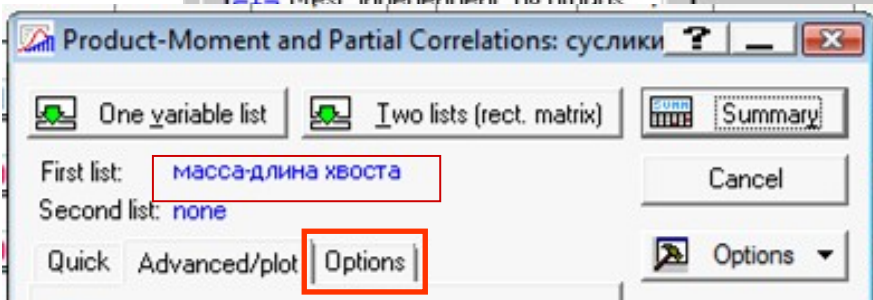 Product-Moment and Partial Correlations: суслики ?
One variable list
Two lists (rect. matrix)
SUMM
Summary
First list: масса-длина хвоста
Cancel
Second list: none
Quick
Advanced/plot
Options
Options